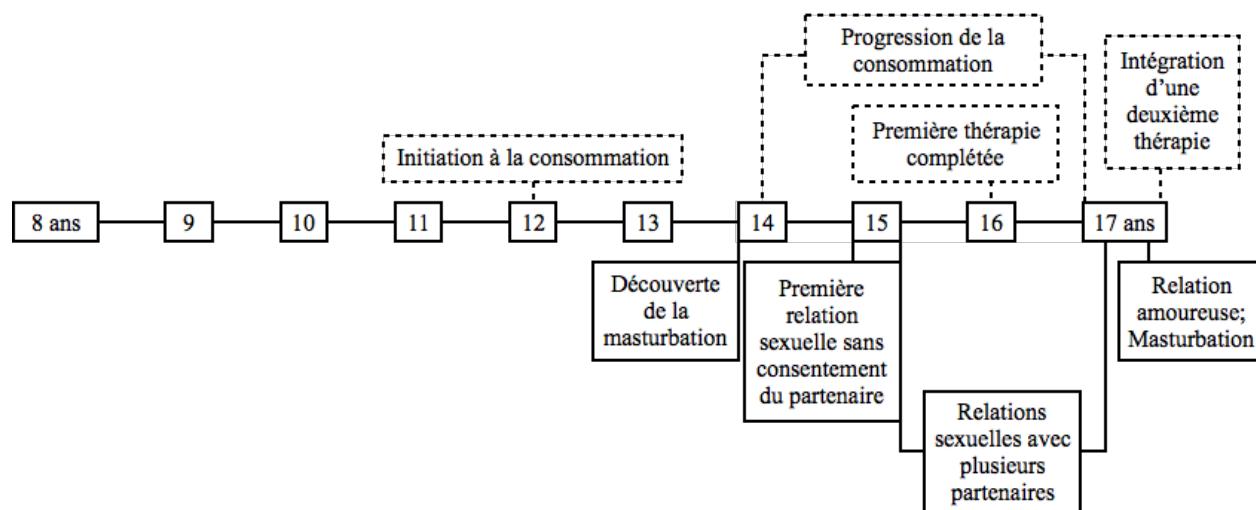 Progression de la
consommation
Intégration
d'une
deuxième
thérapie
Première thérapie
complétée
Initiation à la consommation
8 ans
9
10
11
12
13
14
15
16
17 ans
Découverte
de la
masturbation
Première
relation
sexuelle sans
consentement
du partenaire
Relation
amoureuse;
Masturbation
Relations
sexuelles avec
plusieurs
partenaires